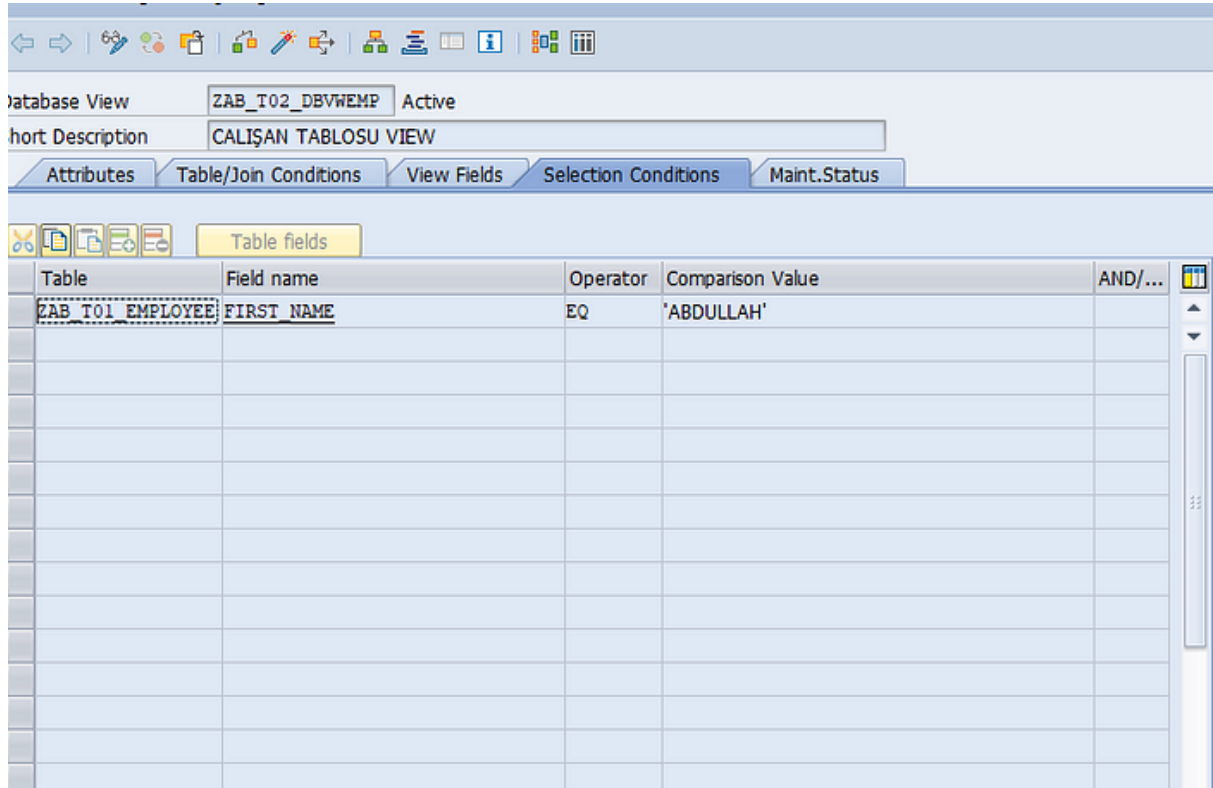 Database View ZAB_T02_DBVWEMP Active
Short Description CALIŞAN TABLOSU VIEW
Attributes Table/Join Conditions View Fields Selection Conditions Maint.Status
Table fields
Table Field name Operator Comparison Value AND/...
ZAB_T01_EMPLOYEE FIRST_NAME EQ 'ABDULLAH'